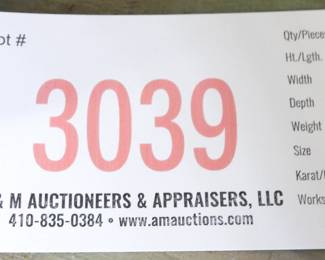 ot #
3039
& M AUCTIONEERS & APPRAISERS, LLC
410-835-0384 • www.amauctions.com
Qty/Piece
Ht./Lgth.
Width
Depth
Weight
Size
Karat/
Works